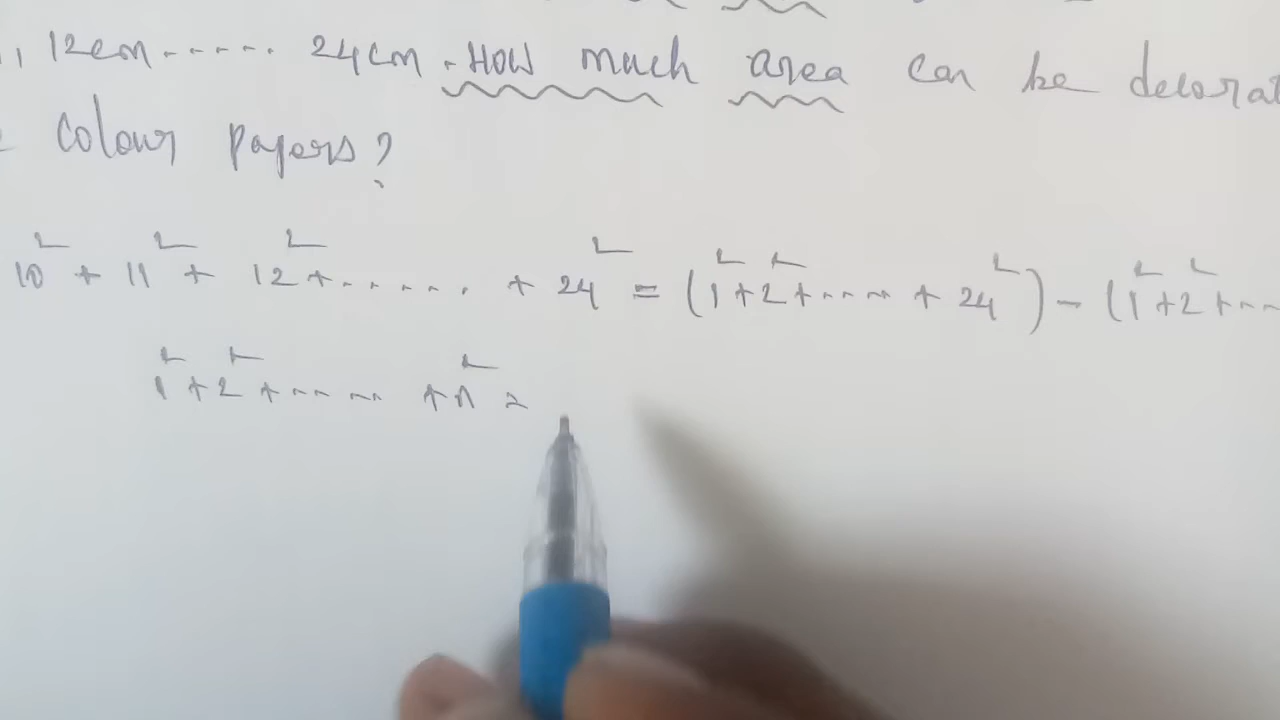 12cm...... 24cm. How much area can be decorat
colour papers?
10² + 11² + 12² + ...... + 24² = (1² + 2² + ..... + 24²) - (1² + 2² + ...
1² + 2² + ...... + n² =